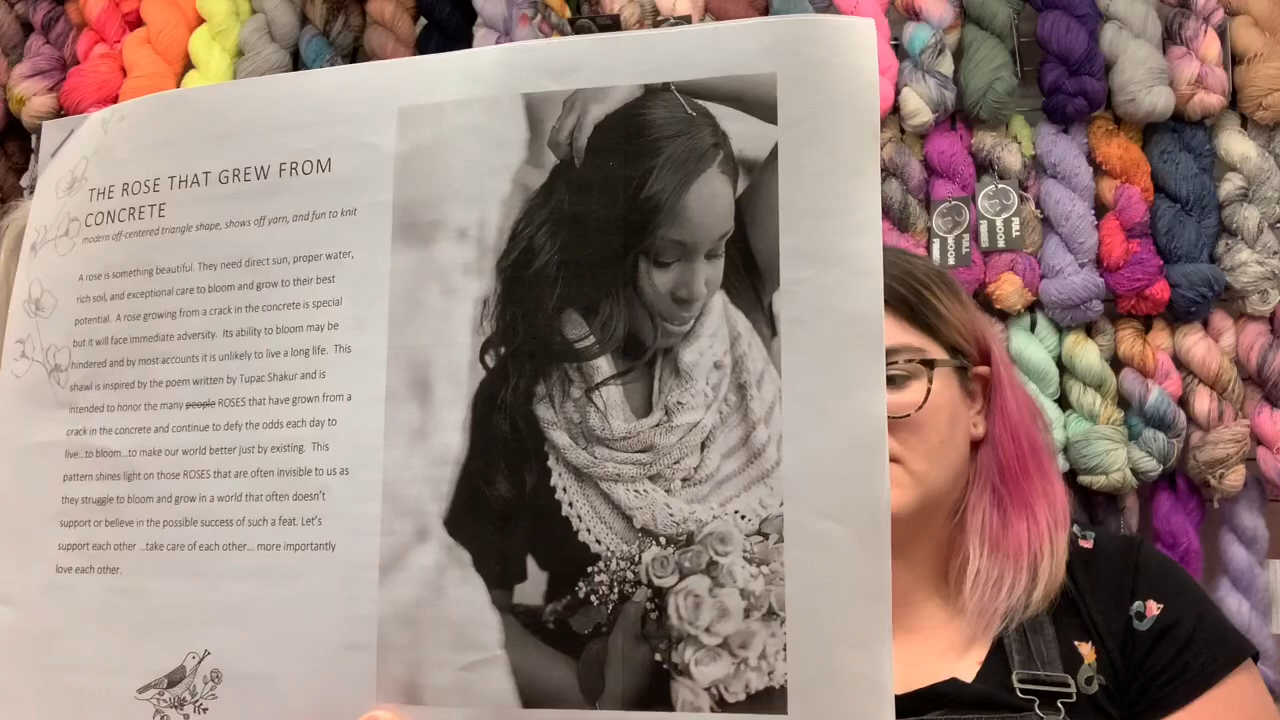 THE ROSE THAT GREW FROM
CONCRETE
modern off-centered triangle shape, shows off yarn, and fun to knit
A rose is something beautiful. They need direct sun, proper water,
rich soil, and exceptional care to bloom and grow to their best
potential. A rose growing from a crack in the concrete is special
but it will face immediate adversity. Its ability to bloom may be
hindered and by most accounts it is unlikely to live a long life. This
shawl is inspired by the poem written by Tupac Shakur and is
intended to honor the many people ROSES that have grown from a
crack in the concrete and continue to defy the odds each day to
live...to bloom...to make our world better just by existing. This
pattern shines light on those ROSES that are often invisible to us as
they struggle to bloom and grow in a world that often doesn't
support or believe in the possible success of such a feat. Let's
support each other ...take care of each other... more importantly
love each other.
FULL
MOON
FIBERS
FULL
MOON
FIBERS